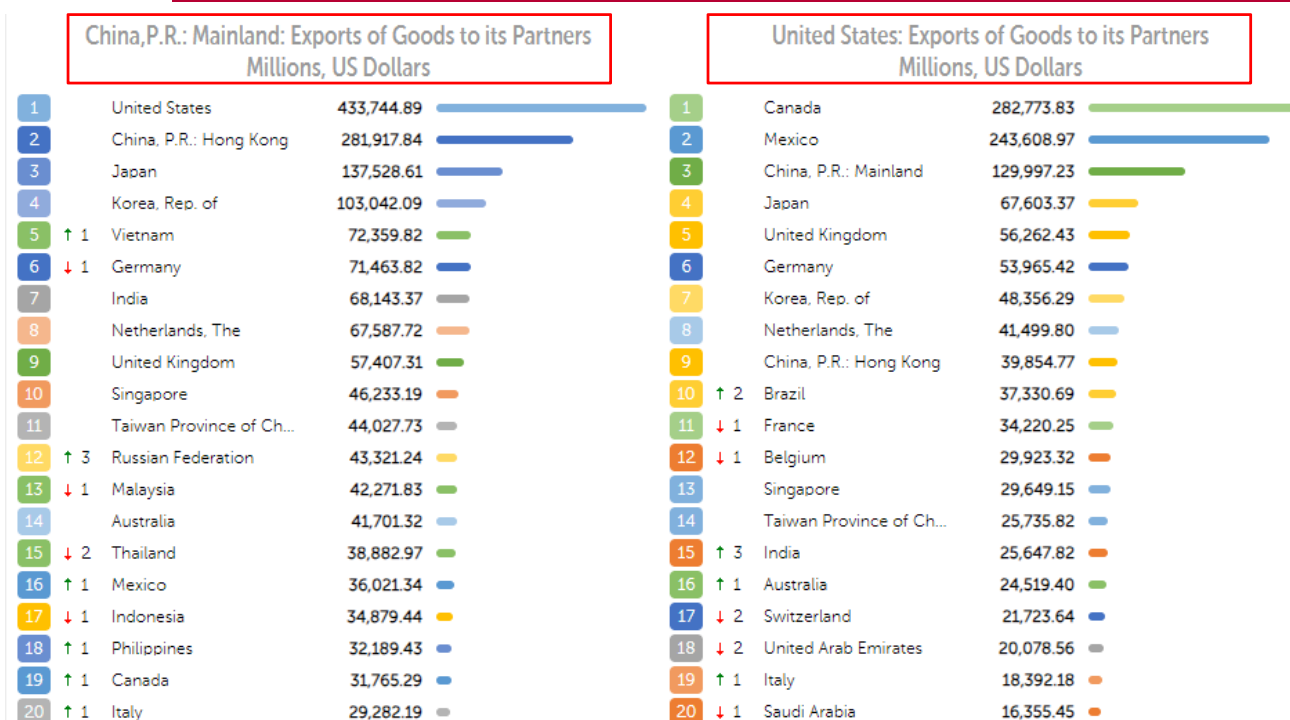 China,P.R.: Mainland: Exports of Goods to its Partners
Millions, US Dollars
1 United States 433,744.89
2 China, P.R.: Hong Kong 281,917.84
3 Japan 137,528.61
4 Korea, Rep. of 103,042.09
5 ↑ 1 Vietnam 72,359.82
6 ↓ 1 Germany 71,463.82
7 India 68,143.37
8 Netherlands, The 67,587.72
9 United Kingdom 57,407.31
10 Singapore 46,233.19
11 Taiwan Province of Ch... 44,027.73
12 ↑ 3 Russian Federation 43,321.24
13 ↓ 1 Malaysia 42,271.83
14 Australia 41,701.32
15 ↓ 2 Thailand 38,882.97
16 ↑ 1 Mexico 36,021.34
17 ↓ 1 Indonesia 34,879.44
18 ↑ 1 Philippines 32,189.43
19 ↑ 1 Canada 31,765.29
20 ↑ 1 Italy 29,282.19
United States: Exports of Goods to its Partners
Millions, US Dollars
1 Canada 282,773.83
2 Mexico 243,608.97
3 China, P.R.: Mainland 129,997.23
4 Japan 67,603.37
5 United Kingdom 56,262.43
6 Germany 53,965.42
7 Korea, Rep. of 48,356.29
8 Netherlands, The 41,499.80
9 China, P.R.: Hong Kong 39,854.77
10 ↑ 2 Brazil 37,330.69
11 ↓ 1 France 34,220.25
12 ↓ 1 Belgium 29,923.32
13 Singapore 29,649.15
14 Taiwan Province of Ch... 25,735.82
15 ↑ 3 India 25,647.82
16 ↑ 1 Australia 24,519.40
17 ↓ 2 Switzerland 21,723.64
18 ↓ 2 United Arab Emirates 20,078.56
19 ↑ 1 Italy 18,392.18
20 ↓ 1 Saudi Arabia 16,355.45